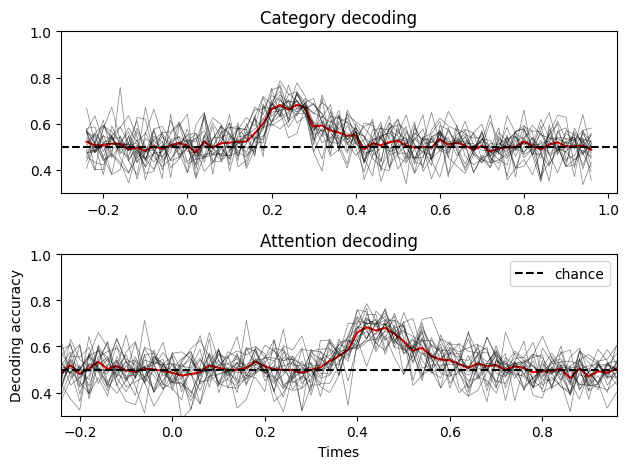 Category decoding
1.0
0.8
0.6
0.4
−0.2 0.0 0.2 0.4 0.6 0.8 1.0
Attention decoding
1.0
0.8
0.6
0.4
Decoding accuracy
chance
−0.2 0.0 0.2 0.4 0.6 0.8
Times